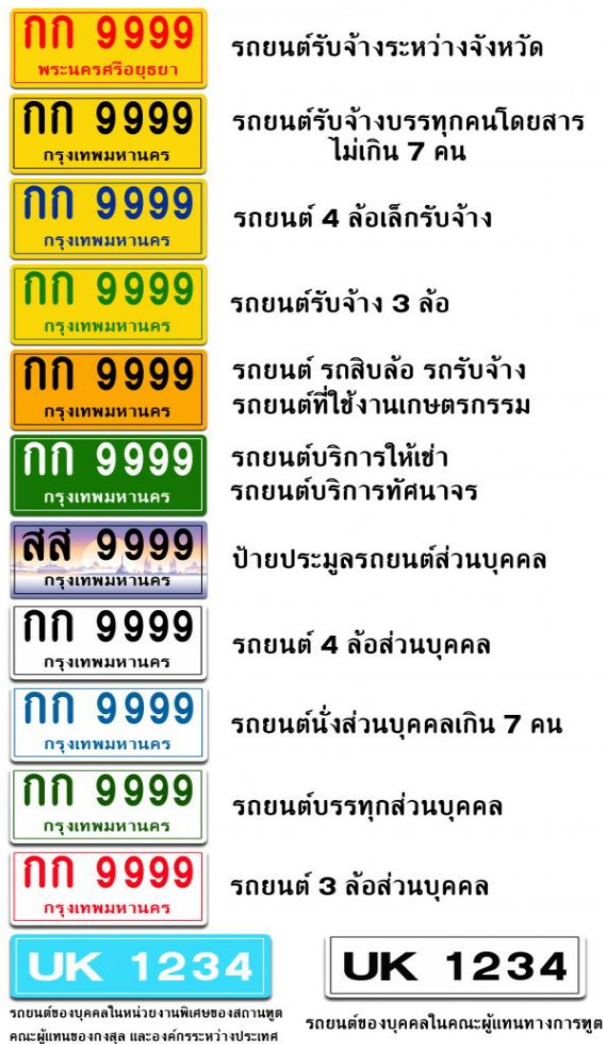 กก 9999
พระนครศรีอยุธยา
รถยนต์รับจ้างระหว่างจังหวัด
กก 9999
กรุงเทพมหานคร
รถยนต์รับจ้างบรรทุกคนโดยสาร
ไม่เกิน 7 คน
กก 9999
กรุงเทพมหานคร
รถยนต์ 4 ล้อเล็กรับจ้าง
กก 9999
กรุงเทพมหานคร
รถยนต์รับจ้าง 3 ล้อ
กก 9999
กรุงเทพมหานคร
รถยนต์ รถสิบล้อ รถรับจ้าง
รถยนต์ที่ใช้งานเกษตรกรรม
กก 9999
กรุงเทพมหานคร
รถยนต์บริการให้เช่า
รถยนต์บริการทัศนาจร
สส 9999
กรุงเทพมหานคร
ป้ายประมูลรถยนต์ส่วนบุคคล
กก 9999
กรุงเทพมหานคร
รถยนต์ 4 ล้อส่วนบุคคล
กก 9999
กรุงเทพมหานคร
รถยนต์นั่งส่วนบุคคลเกิน 7 คน
กก 9999
กรุงเทพมหานคร
รถยนต์บรรทุกส่วนบุคคล
กก 9999
กรุงเทพมหานคร
รถยนต์ 3 ล้อส่วนบุคคล
UK 1234
รถยนต์ของบุคคลในหน่วยงานพิเศษของสถานทูต
คณะผู้แทนของกงสุล และองค์กรระหว่างประเทศ
UK 1234
รถยนต์ของบุคคลในคณะผู้แทนทางการทูต